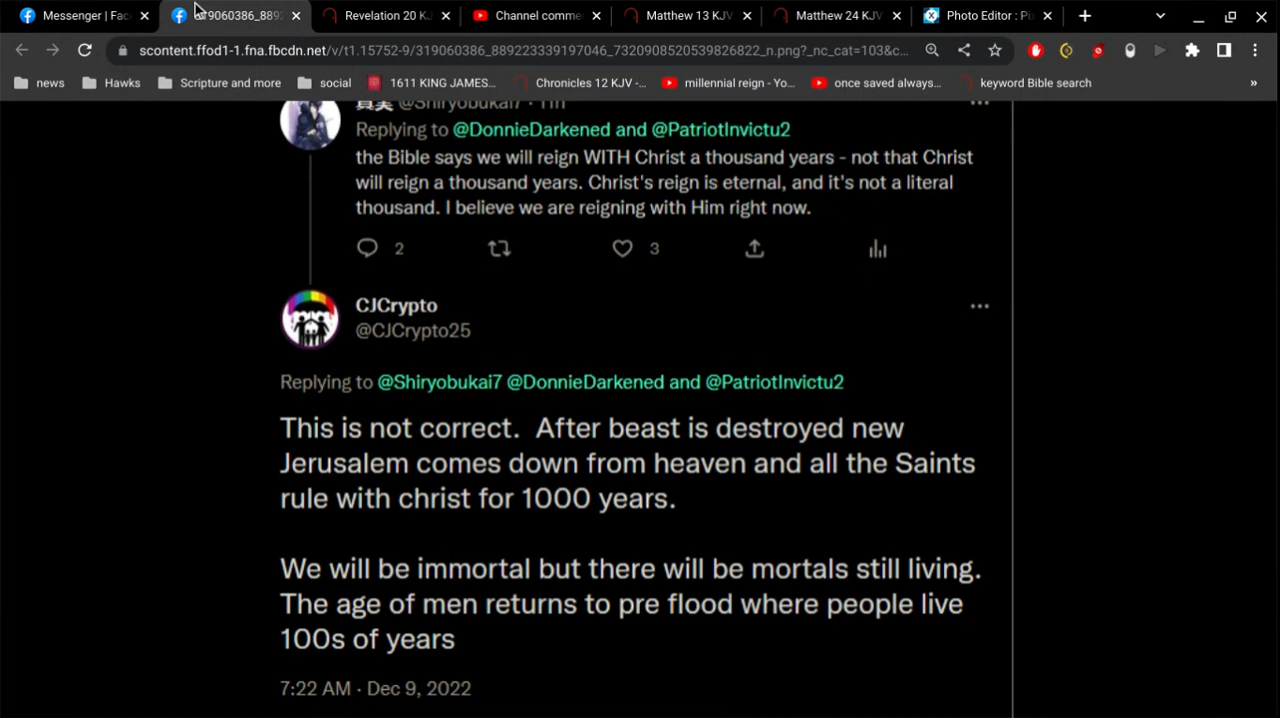 Messenger | Fac
319060386_889
Revelation 20 KJ
Channel comme
Matthew 13 KJV
Matthew 24 KJV
Photo Editor : Pi
scontent.ffod1-1.fna.fbcdn.net/v/t1.15752-9/319060386_889223339197046_7320908520539826822_n.png?_nc_cat=103&c...
news
Hawks
Scripture and more
social
1611 KING JAMES...
Chronicles 12 KJV -...
millennial reign - Yo...
once saved always...
keyword Bible search
»
真実 @Shiryobukai7 · 11h
Replying to @DonnieDarkened and @PatriotInvictu2
the Bible says we will reign WITH Christ a thousand years - not that Christ
will reign a thousand years. Christ's reign is eternal, and it's not a literal
thousand. I believe we are reigning with Him right now.
2
3
CJCrypto
@CJCrypto25
Replying to @Shiryobukai7 @DonnieDarkened and @PatriotInvictu2
This is not correct.  After beast is destroyed new
Jerusalem comes down from heaven and all the Saints
rule with christ for 1000 years.
We will be immortal but there will be mortals still living.
The age of men returns to pre flood where people live
100s of years
7:22 AM · Dec 9, 2022